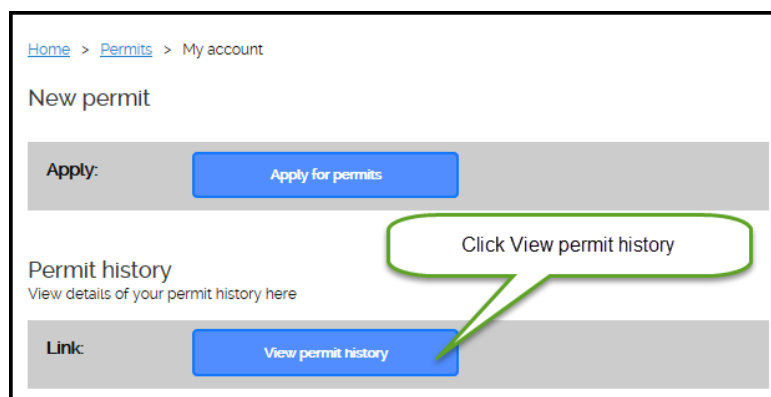 Home > Permits > My account
New permit
Apply:
Apply for permits
Click View permit history
Permit history
View details of your permit history here
Link:
View permit history